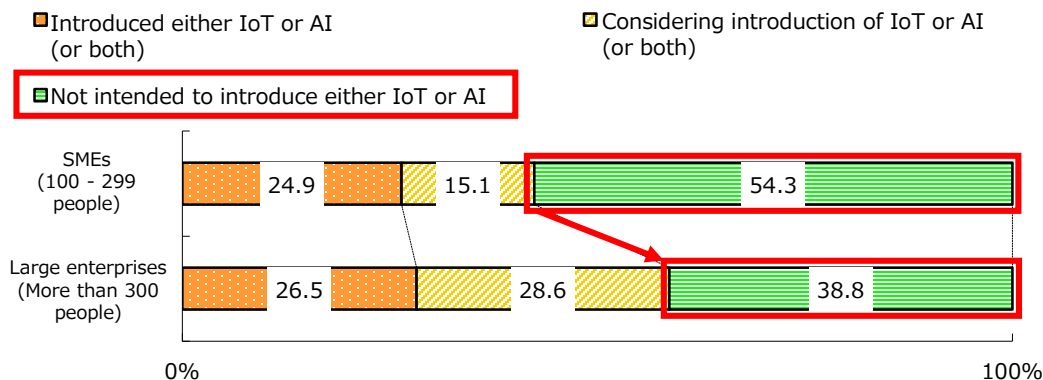 Introduced either IoT or AI
(or both)
Considering introduction of IoT or AI
(or both)
Not intended to introduce either IoT or AI
SMEs
(100 - 299
people)
24.9
15.1
54.3
Large enterprises
(More than 300
people)
26.5
28.6
38.8
0%
100%